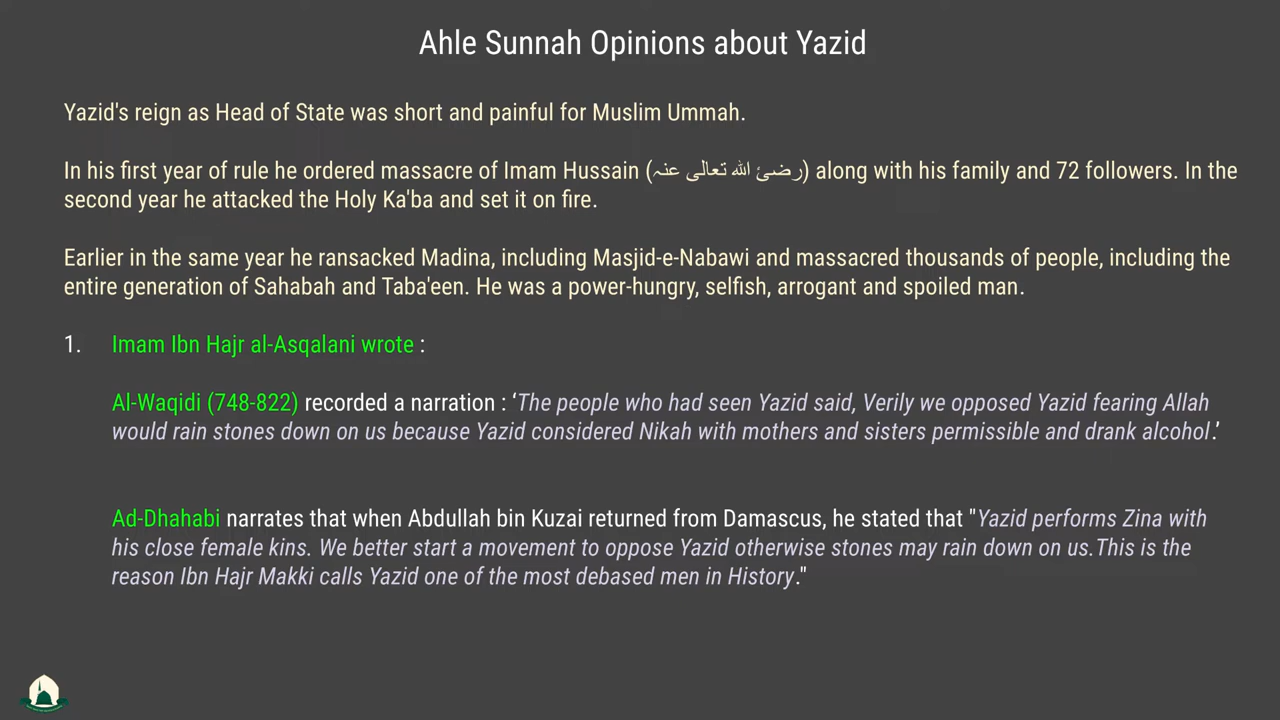 Ahle Sunnah Opinions about Yazid
Yazid's reign as Head of State was short and painful for Muslim Ummah.
In his first year of rule he ordered massacre of Imam Hussain (رضئ الله تعالى عنہ) along with his family and 72 followers. In the
second year he attacked the Holy Ka'ba and set it on fire.
Earlier in the same year he ransacked Madina, including Masjid-e-Nabawi and massacred thousands of people, including the
entire generation of Sahabah and Taba'een. He was a power-hungry, selfish, arrogant and spoiled man.
1. Imam Ibn Hajr al-Asqalani wrote :
Al-Waqidi (748-822) recorded a narration : ‘The people who had seen Yazid said, Verily we opposed Yazid fearing Allah
would rain stones down on us because Yazid considered Nikah with mothers and sisters permissible and drank alcohol.’
Ad-Dhahabi narrates that when Abdullah bin Kuzai returned from Damascus, he stated that "Yazid performs Zina with
his close female kins. We better start a movement to oppose Yazid otherwise stones may rain down on us.This is the
reason Ibn Hajr Makki calls Yazid one of the most debased men in History."